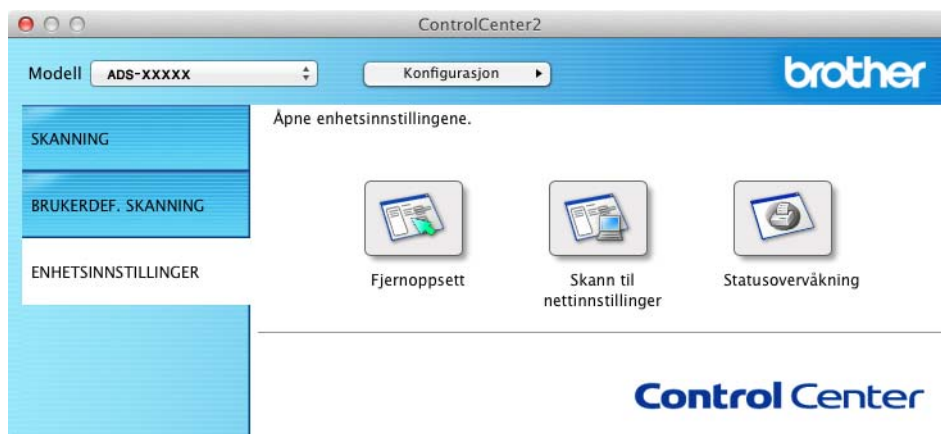 ControlCenter2
Modell ADS-XXXXX Konfigurasjon brother
SKANNING
BRUKERDEF. SKANNING
ENHETSINNSTILLINGER
Åpne enhetsinnstillingene.
Fjernoppsett
Skann til
nettinnstillinger
Statusovervåkning
Control Center